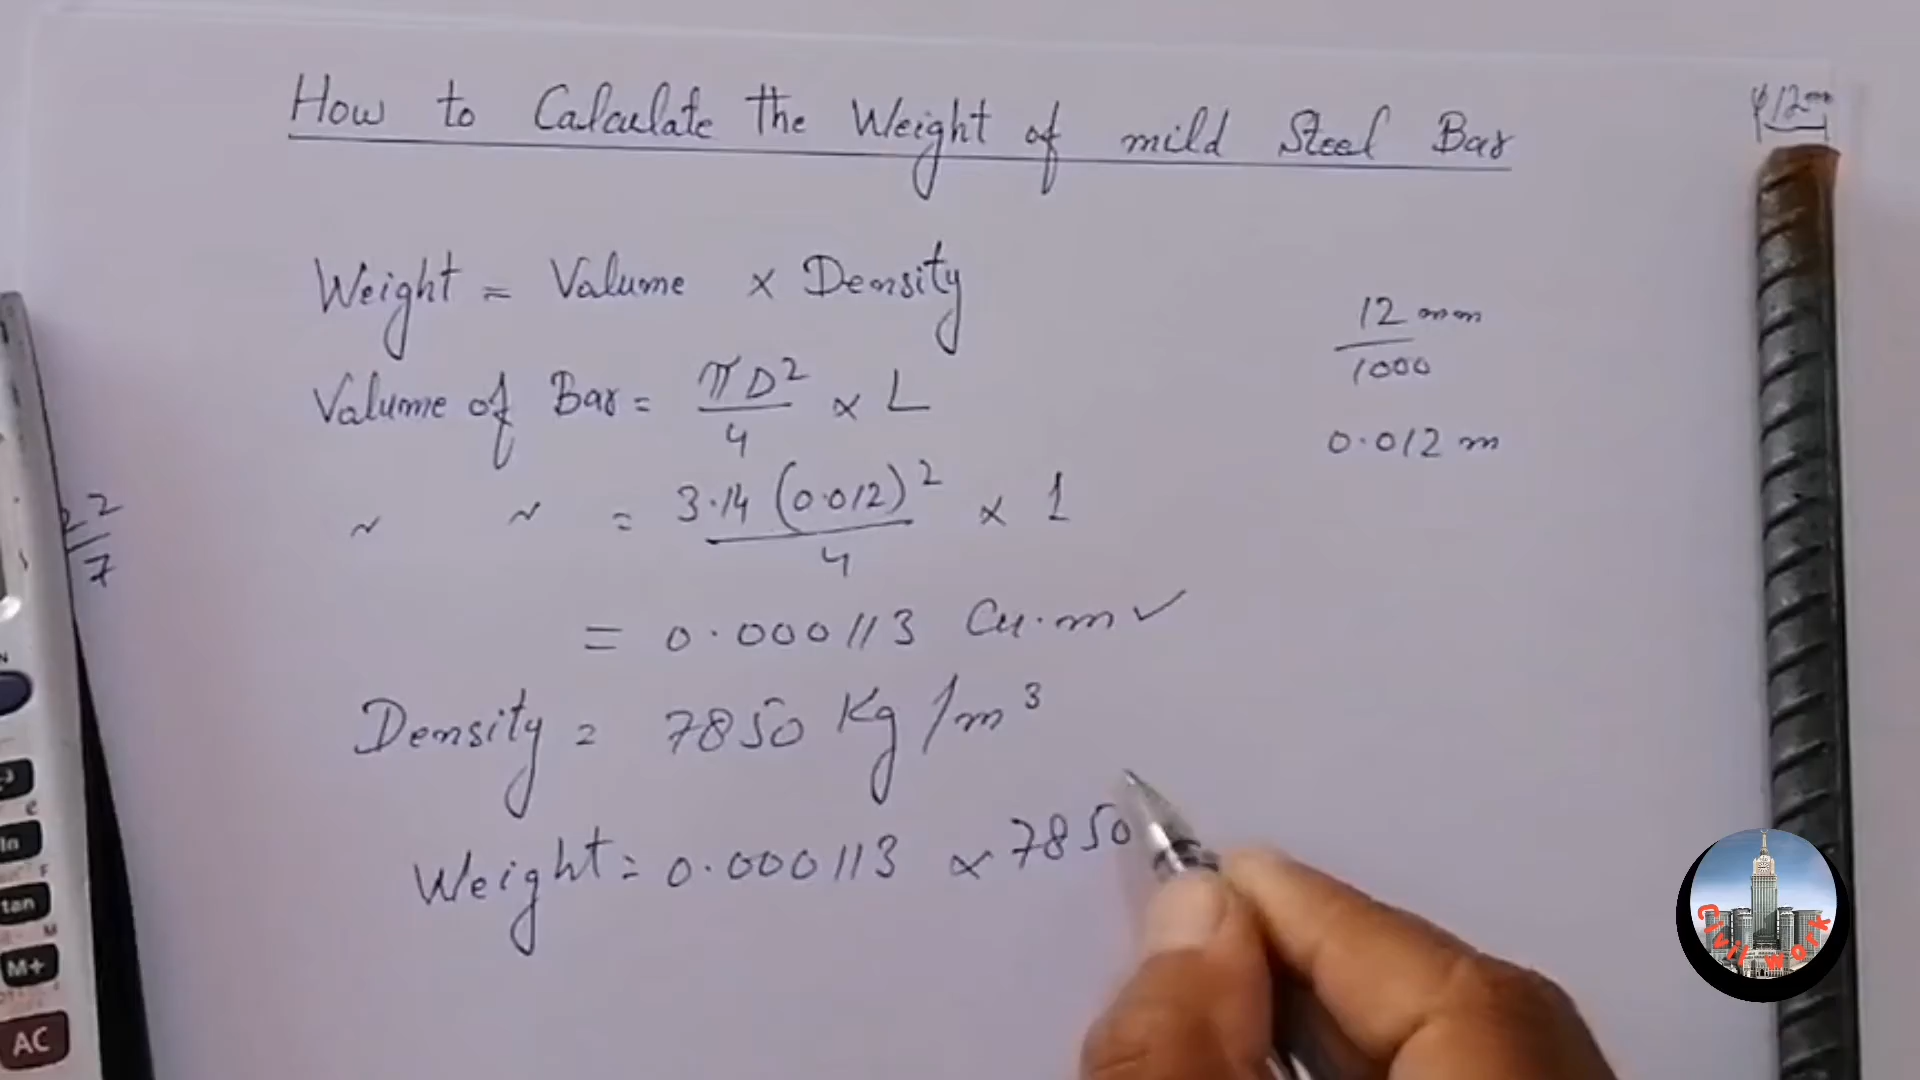 How to Calculate the Weight of mild Steel Bar
φ12mm
Weight = Valume × Density
12 mm
1000
Valume of Bar = πD²/4 × L
0.012 m
22
7
~ ~ = 3.14 (0.012)²/4 × 1
= 0.000113 Cu.m ✓
Density = 7850 Kg/m³
Weight = 0.000113 × 7850
ln
tan
M
M+
AC
Civil Work